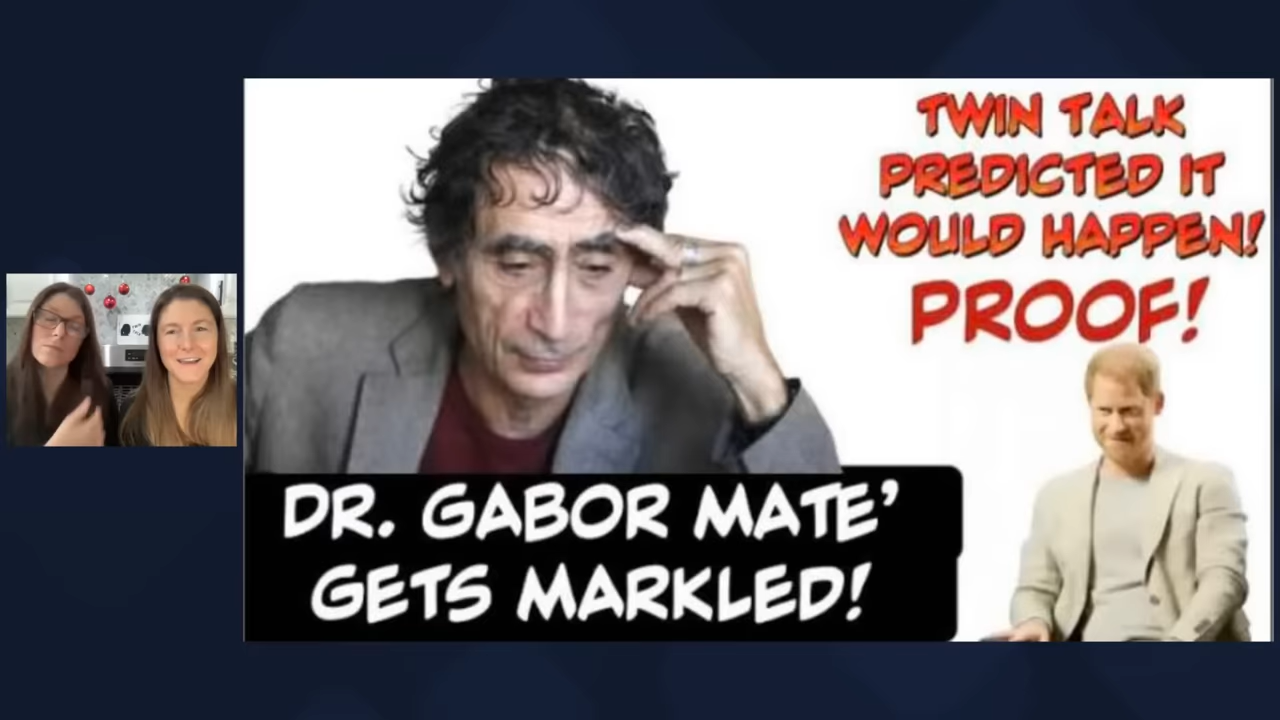 TWIN TALK
PREDICTED IT
WOULD HAPPEN!
PROOF!
DR. GABOR MATE'
GETS MARKLED!